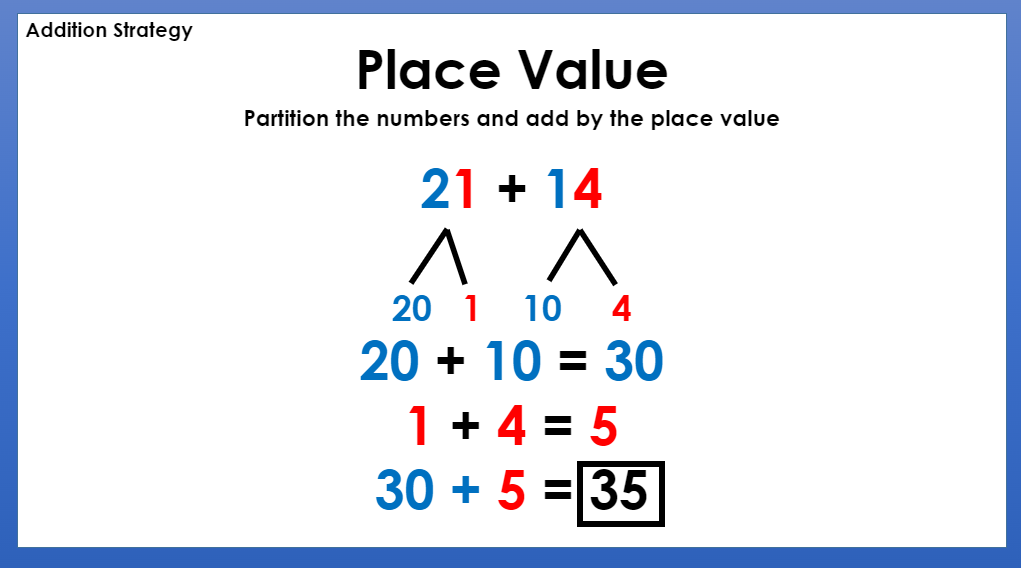 Addition Strategy
Place Value
Partition the numbers and add by the place value
21 + 14
20 1 10 4
20 + 10 = 30
1 + 4 = 5
30 + 5 = 35